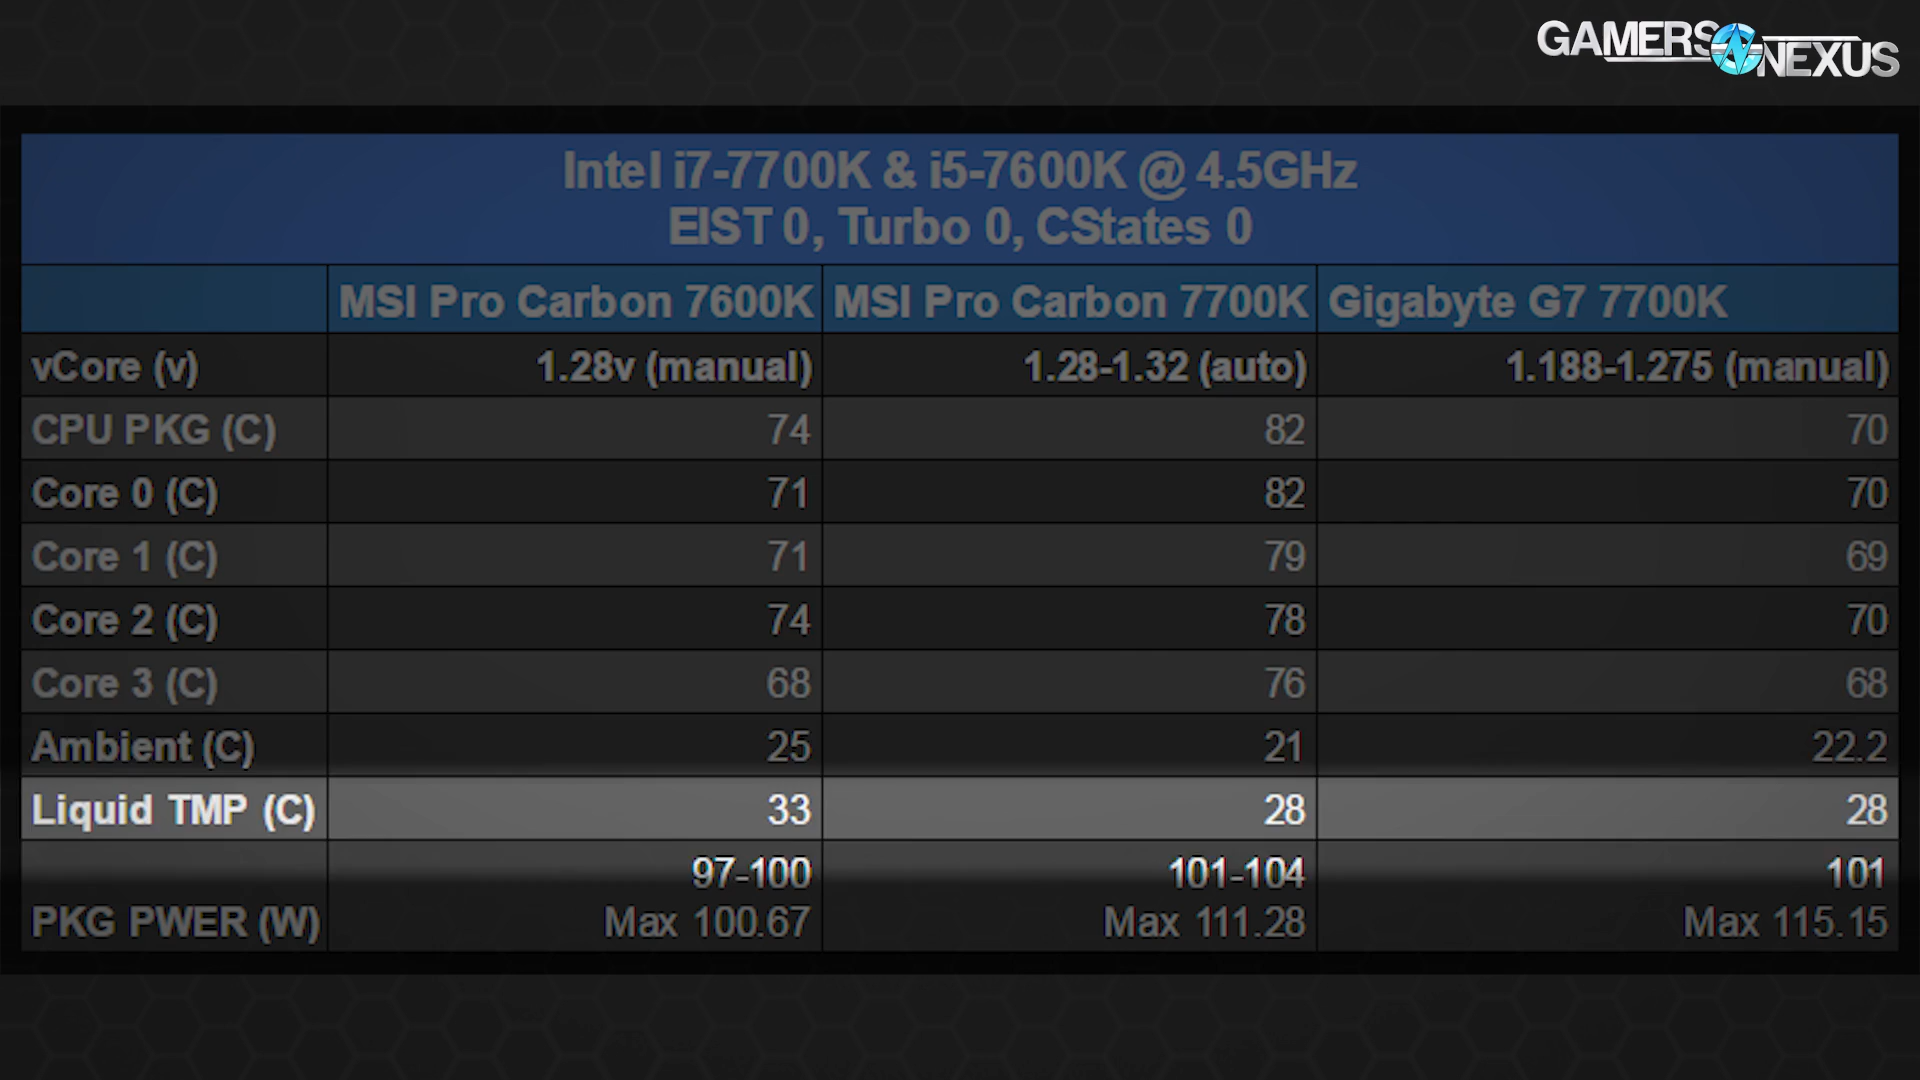 GAMERS NEXUS
Intel i7-7700K & i5-7600K @ 4.5GHz
EIST 0, Turbo 0, CStates 0
MSI Pro Carbon 7600K MSI Pro Carbon 7700K Gigabyte G7 7700K
vCore (v) 1.28v (manual) 1.28-1.32 (auto) 1.188-1.275 (manual)
CPU PKG (C) 74 82 70
Core 0 (C) 71 82 70
Core 1 (C) 71 79 69
Core 2 (C) 74 78 70
Core 3 (C) 68 76 68
Ambient (C) 25 21 22.2
Liquid TMP (C) 33 28 28
97-100 101-104 101
PKG PWER (W) Max 100.67 Max 111.28 Max 115.15